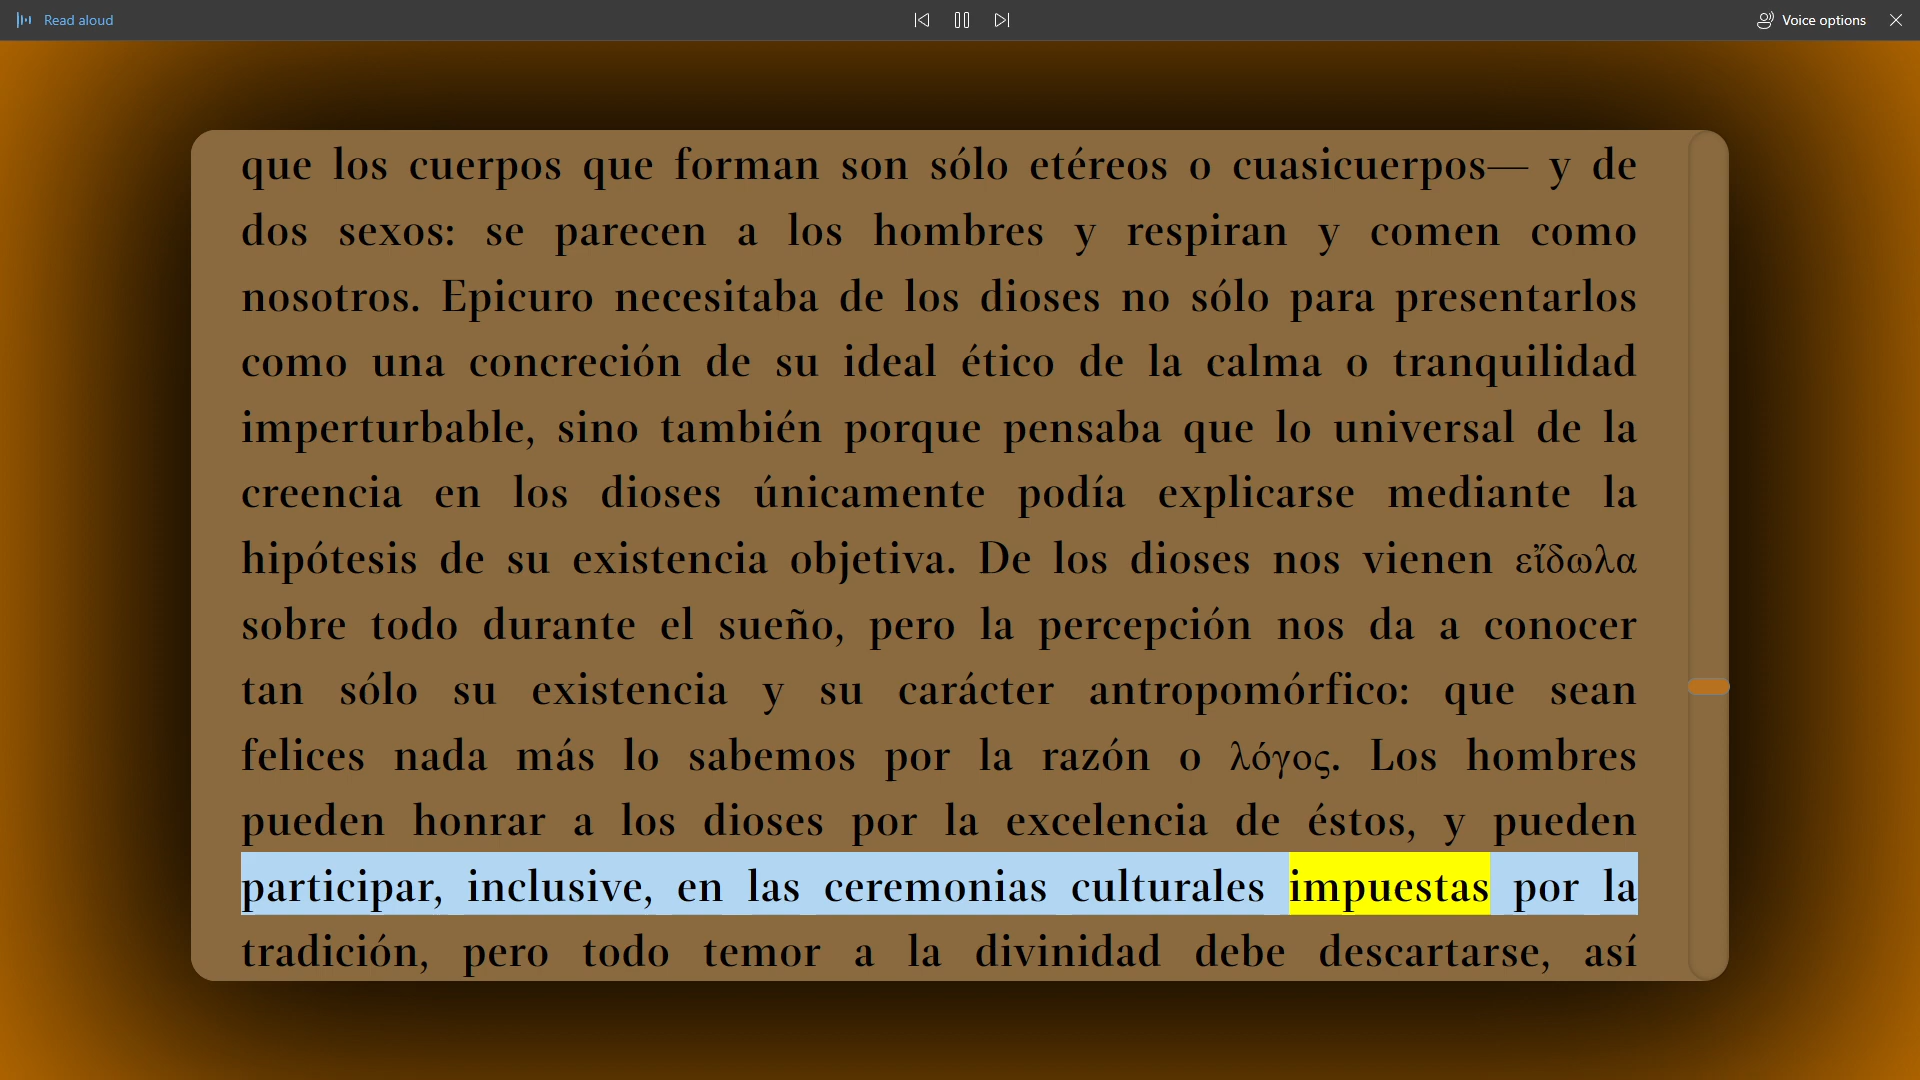 Read aloud
Voice options
que los cuerpos que forman son sólo etéreos o cuasicuerpos— y de
dos sexos: se parecen a los hombres y respiran y comen como
nosotros. Epicuro necesitaba de los dioses no sólo para presentarlos
como una concreción de su ideal ético de la calma o tranquilidad
imperturbable, sino también porque pensaba que lo universal de la
creencia en los dioses únicamente podía explicarse mediante la
hipótesis de su existencia objetiva. De los dioses nos vienen εἴδωλα
sobre todo durante el sueño, pero la percepción nos da a conocer
tan sólo su existencia y su carácter antropomórfico: que sean
felices nada más lo sabemos por la razón o λόγος. Los hombres
pueden honrar a los dioses por la excelencia de éstos, y pueden
participar, inclusive, en las ceremonias culturales impuestas por la
tradición, pero todo temor a la divinidad debe descartarse, así